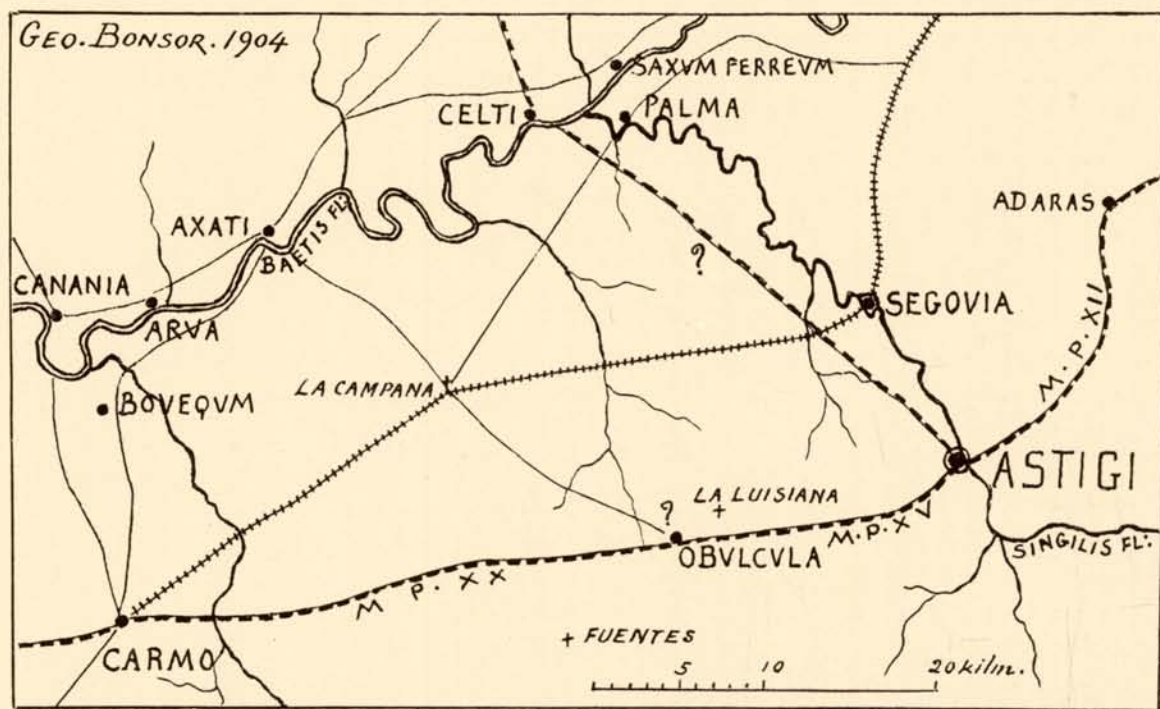 GEO. BONSOR. 1904
SAXVM FERREVM
CELTI
PALMA
ADARAS
AXATI
BAETIS FL:
?
CANANIA
ARVA
SEGOVIA
M. P. XII
LA CAMPANA
BOVEQVM
ASTIGI
LA LUISIANA
?
M. P. XV
OBVLCVLA
SINGILIS FL:
M P. XX
FUENTES
CARMO
5 10 20 kilm.